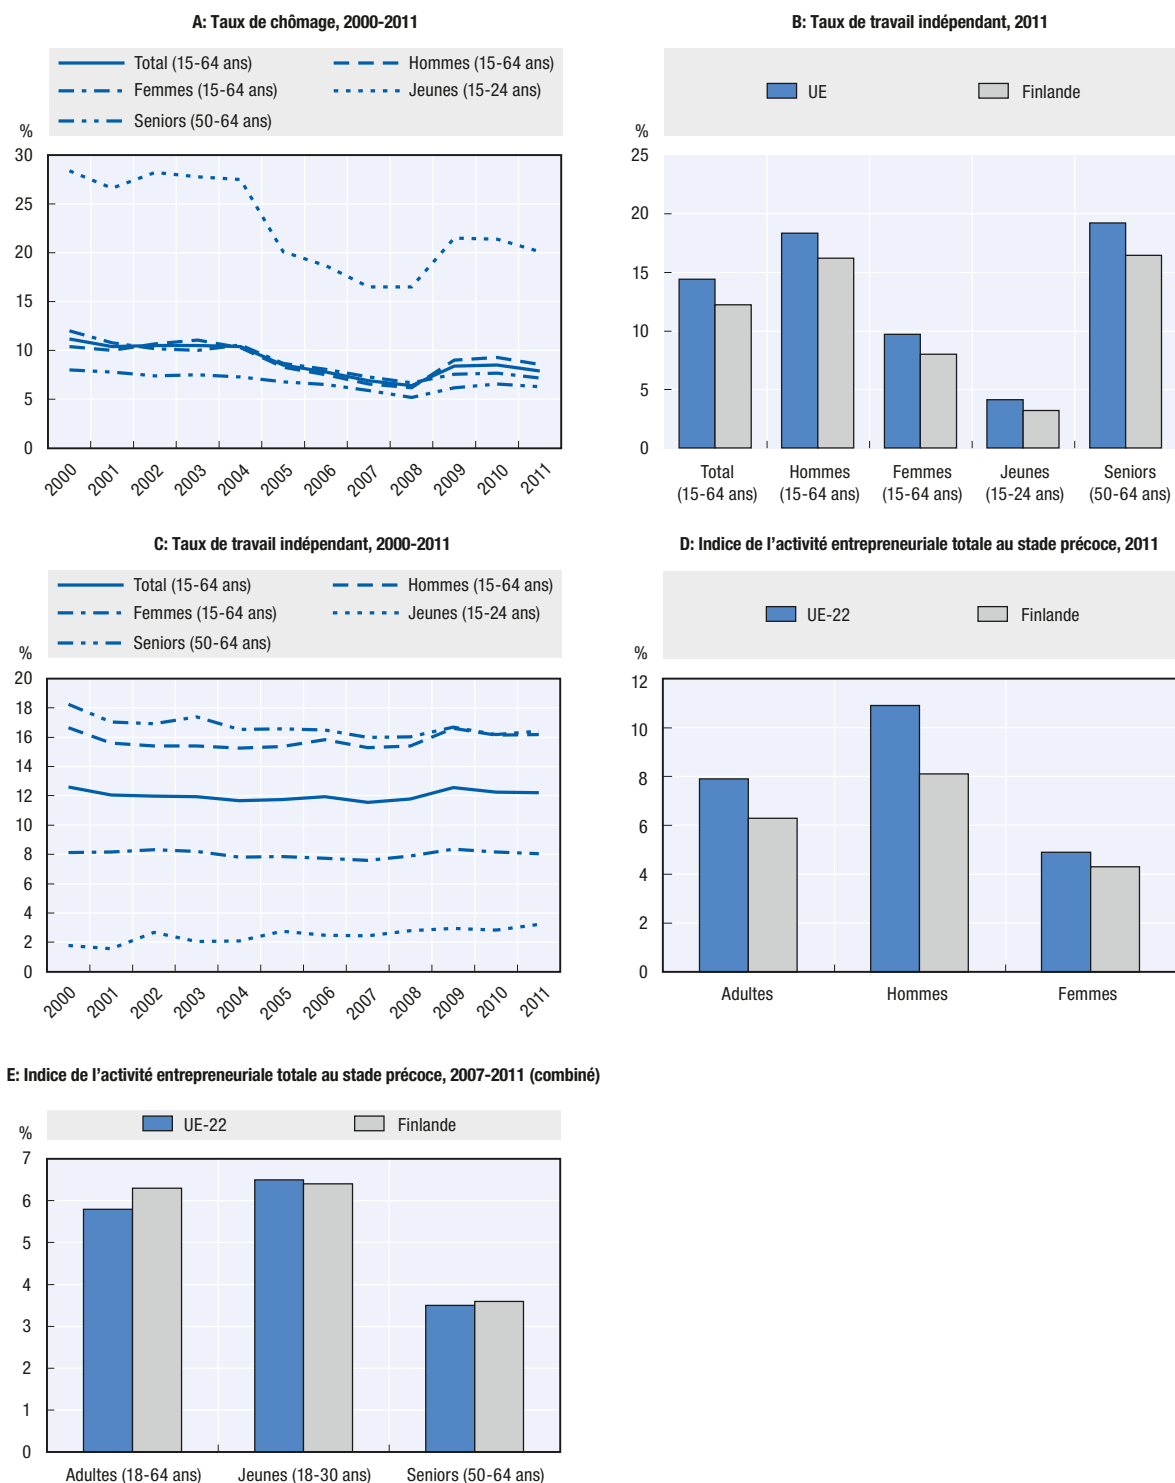 A: Taux de chômage, 2000-2011
Total (15-64 ans)
Hommes (15-64 ans)
Femmes (15-64 ans)
Jeunes (15-24 ans)
Seniors (50-64 ans)
%
30
25
20
15
10
5
0
2000 2001 2002 2003 2004 2005 2006 2007 2008 2009 2010 2011
B: Taux de travail indépendant, 2011
UE
Finlande
%
25
20
15
10
5
0
Total Hommes Femmes Jeunes Seniors
(15-64 ans) (15-64 ans) (15-64 ans) (15-24 ans) (50-64 ans)
C: Taux de travail indépendant, 2000-2011
Total (15-64 ans)
Hommes (15-64 ans)
Femmes (15-64 ans)
Jeunes (15-24 ans)
Seniors (50-64 ans)
%
20
18
16
14
12
10
8
6
4
2
0
2000 2001 2002 2003 2004 2005 2006 2007 2008 2009 2010 2011
D: Indice de l’activité entrepreneuriale totale au stade précoce, 2011
UE-22
Finlande
%
12
10
8
6
4
2
0
Adultes Hommes Femmes
E: Indice de l’activité entrepreneuriale totale au stade précoce, 2007-2011 (combiné)
UE-22
Finlande
%
7
6
5
4
3
2
1
0
Adultes (18-64 ans) Jeunes (18-30 ans) Seniors (50-64 ans)